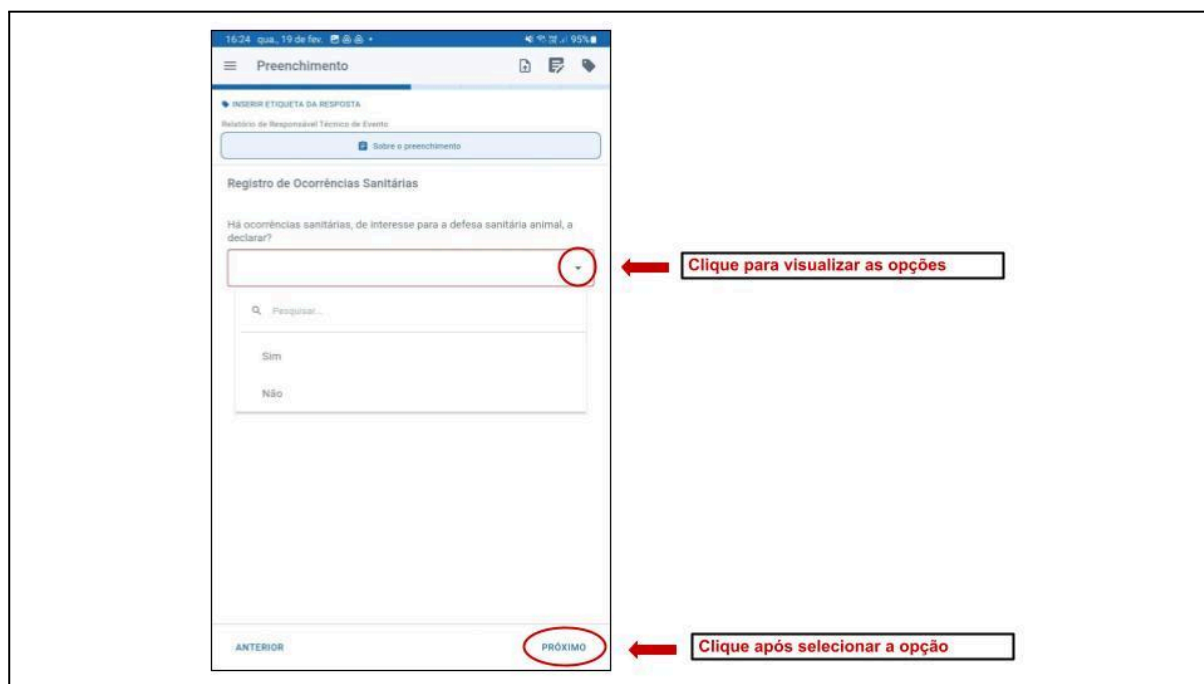 16:24 qua., 19 de fev.
95%
Preenchimento
INSERIR ETIQUETA DA RESPOSTA
Relatório de Responsável Técnico de Evento
Sobre o preenchimento
Registro de Ocorrências Sanitárias
Há ocorrências sanitárias, de interesse para a defesa sanitária animal, a
declarar?
Clique para visualizar as opções
Pesquisar...
Sim
Não
ANTERIOR
PRÓXIMO
Clique após selecionar a opção